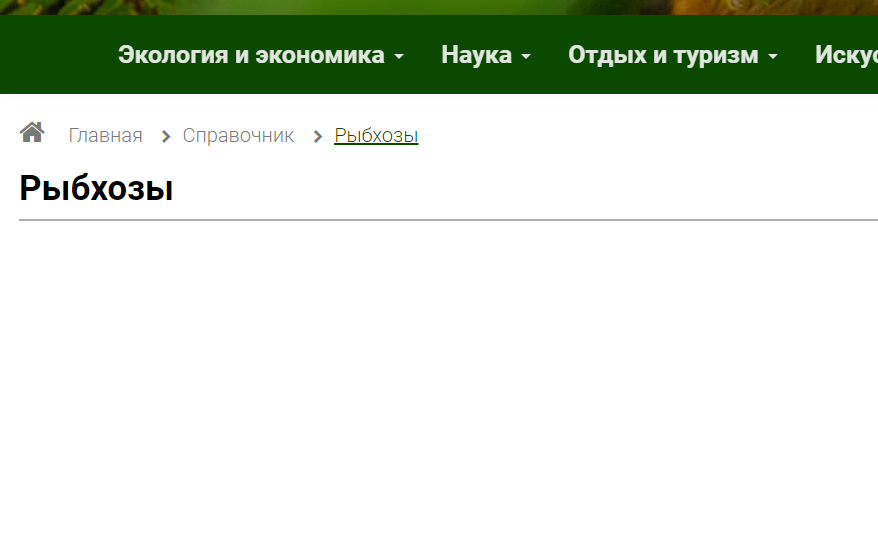 Экология и экономика Наука Отдых и туризм
Главная Справочник Рыбхозы
Рыбхозы